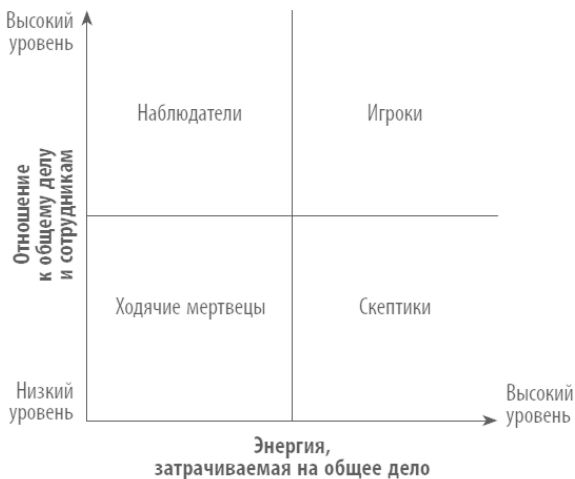 Высокий
уровень
Наблюдатели
Игроки
Отношение
к общему делу
и сотрудникам
Ходячие мертвецы
Скептики
Низкий
уровень
Высокий
уровень
Энергия,
затрачиваемая на общее дело